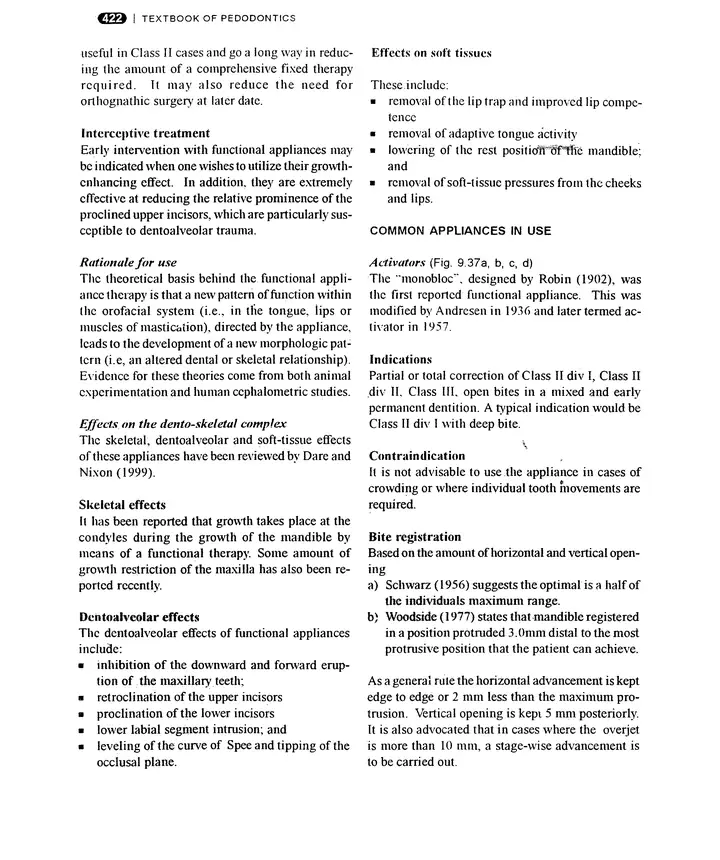 422 | TEXTBOOK OF PEDODONTICS
useful in Class II cases and go a long way in reduc-
ing the amount of a comprehensive fixed therapy
required. It may also reduce the need for
orthognathic surgery at later date.
Interceptive treatment
Early intervention with functional appliances may
be indicated when one wishes to utilize their growth-
enhancing effect. In addition, they are extremely
effective at reducing the relative prominence of the
proclined upper incisors, which are particularly sus-
ceptible to dentoalveolar trauma.
Rationale for use
The theoretical basis behind the functional appli-
ance therapy is that a new pattern of function within
the orofacial system (i.e., in the tongue, lips or
muscles of mastication), directed by the appliance,
leads to the development of a new morphologic pat-
tern (i.e, an altered dental or skeletal relationship).
Evidence for these theories come from both animal
experimentation and human cephalometric studies.
Effects on the dento-skeletal complex
The skeletal, dentoalveolar and soft-tissue effects
of these appliances have been reviewed by Dare and
Nixon (1999).
Skeletal effects
It has been reported that growth takes place at the
condyles during the growth of the mandible by
means of a functional therapy. Some amount of
growth restriction of the maxilla has also been re-
ported recently.
Dentoalveolar effects
The dentoalveolar effects of functional appliances
include:
■ inhibition of the downward and forward erup-
tion of the maxillary teeth;
■ retroclination of the upper incisors
■ proclination of the lower incisors
■ lower labial segment intrusion; and
■ leveling of the curve of Spee and tipping of the
occlusal plane.
Effects on soft tissues
These include:
■ removal of the lip trap and improved lip compe-
tence
■ removal of adaptive tongue activity
■ lowering of the rest position of the mandible;
and
■ removal of soft-tissue pressures from the cheeks
and lips.
COMMON APPLIANCES IN USE
Activators (Fig. 9.37a, b, c, d)
The "monobloc", designed by Robin (1902), was
the first reported functional appliance. This was
modified by Andresen in 1936 and later termed ac-
tivator in 1957.
Indications
Partial or total correction of Class II div I, Class II
div II, Class III, open bites in a mixed and early
permanent dentition. A typical indication would be
Class II div I with deep bite.
Contraindication
It is not advisable to use the appliance in cases of
crowding or where individual tooth movements are
required.
Bite registration
Based on the amount of horizontal and vertical open-
ing
a) Schwarz (1956) suggests the optimal is a half of
the individuals maximum range.
b) Woodside (1977) states that mandible registered
in a position protruded 3.0mm distal to the most
protrusive position that the patient can achieve.
As a general rule the horizontal advancement is kept
edge to edge or 2 mm less than the maximum pro-
trusion. Vertical opening is kept 5 mm posteriorly.
It is also advocated that in cases where the overjet
is more than 10 mm, a stage-wise advancement is
to be carried out.